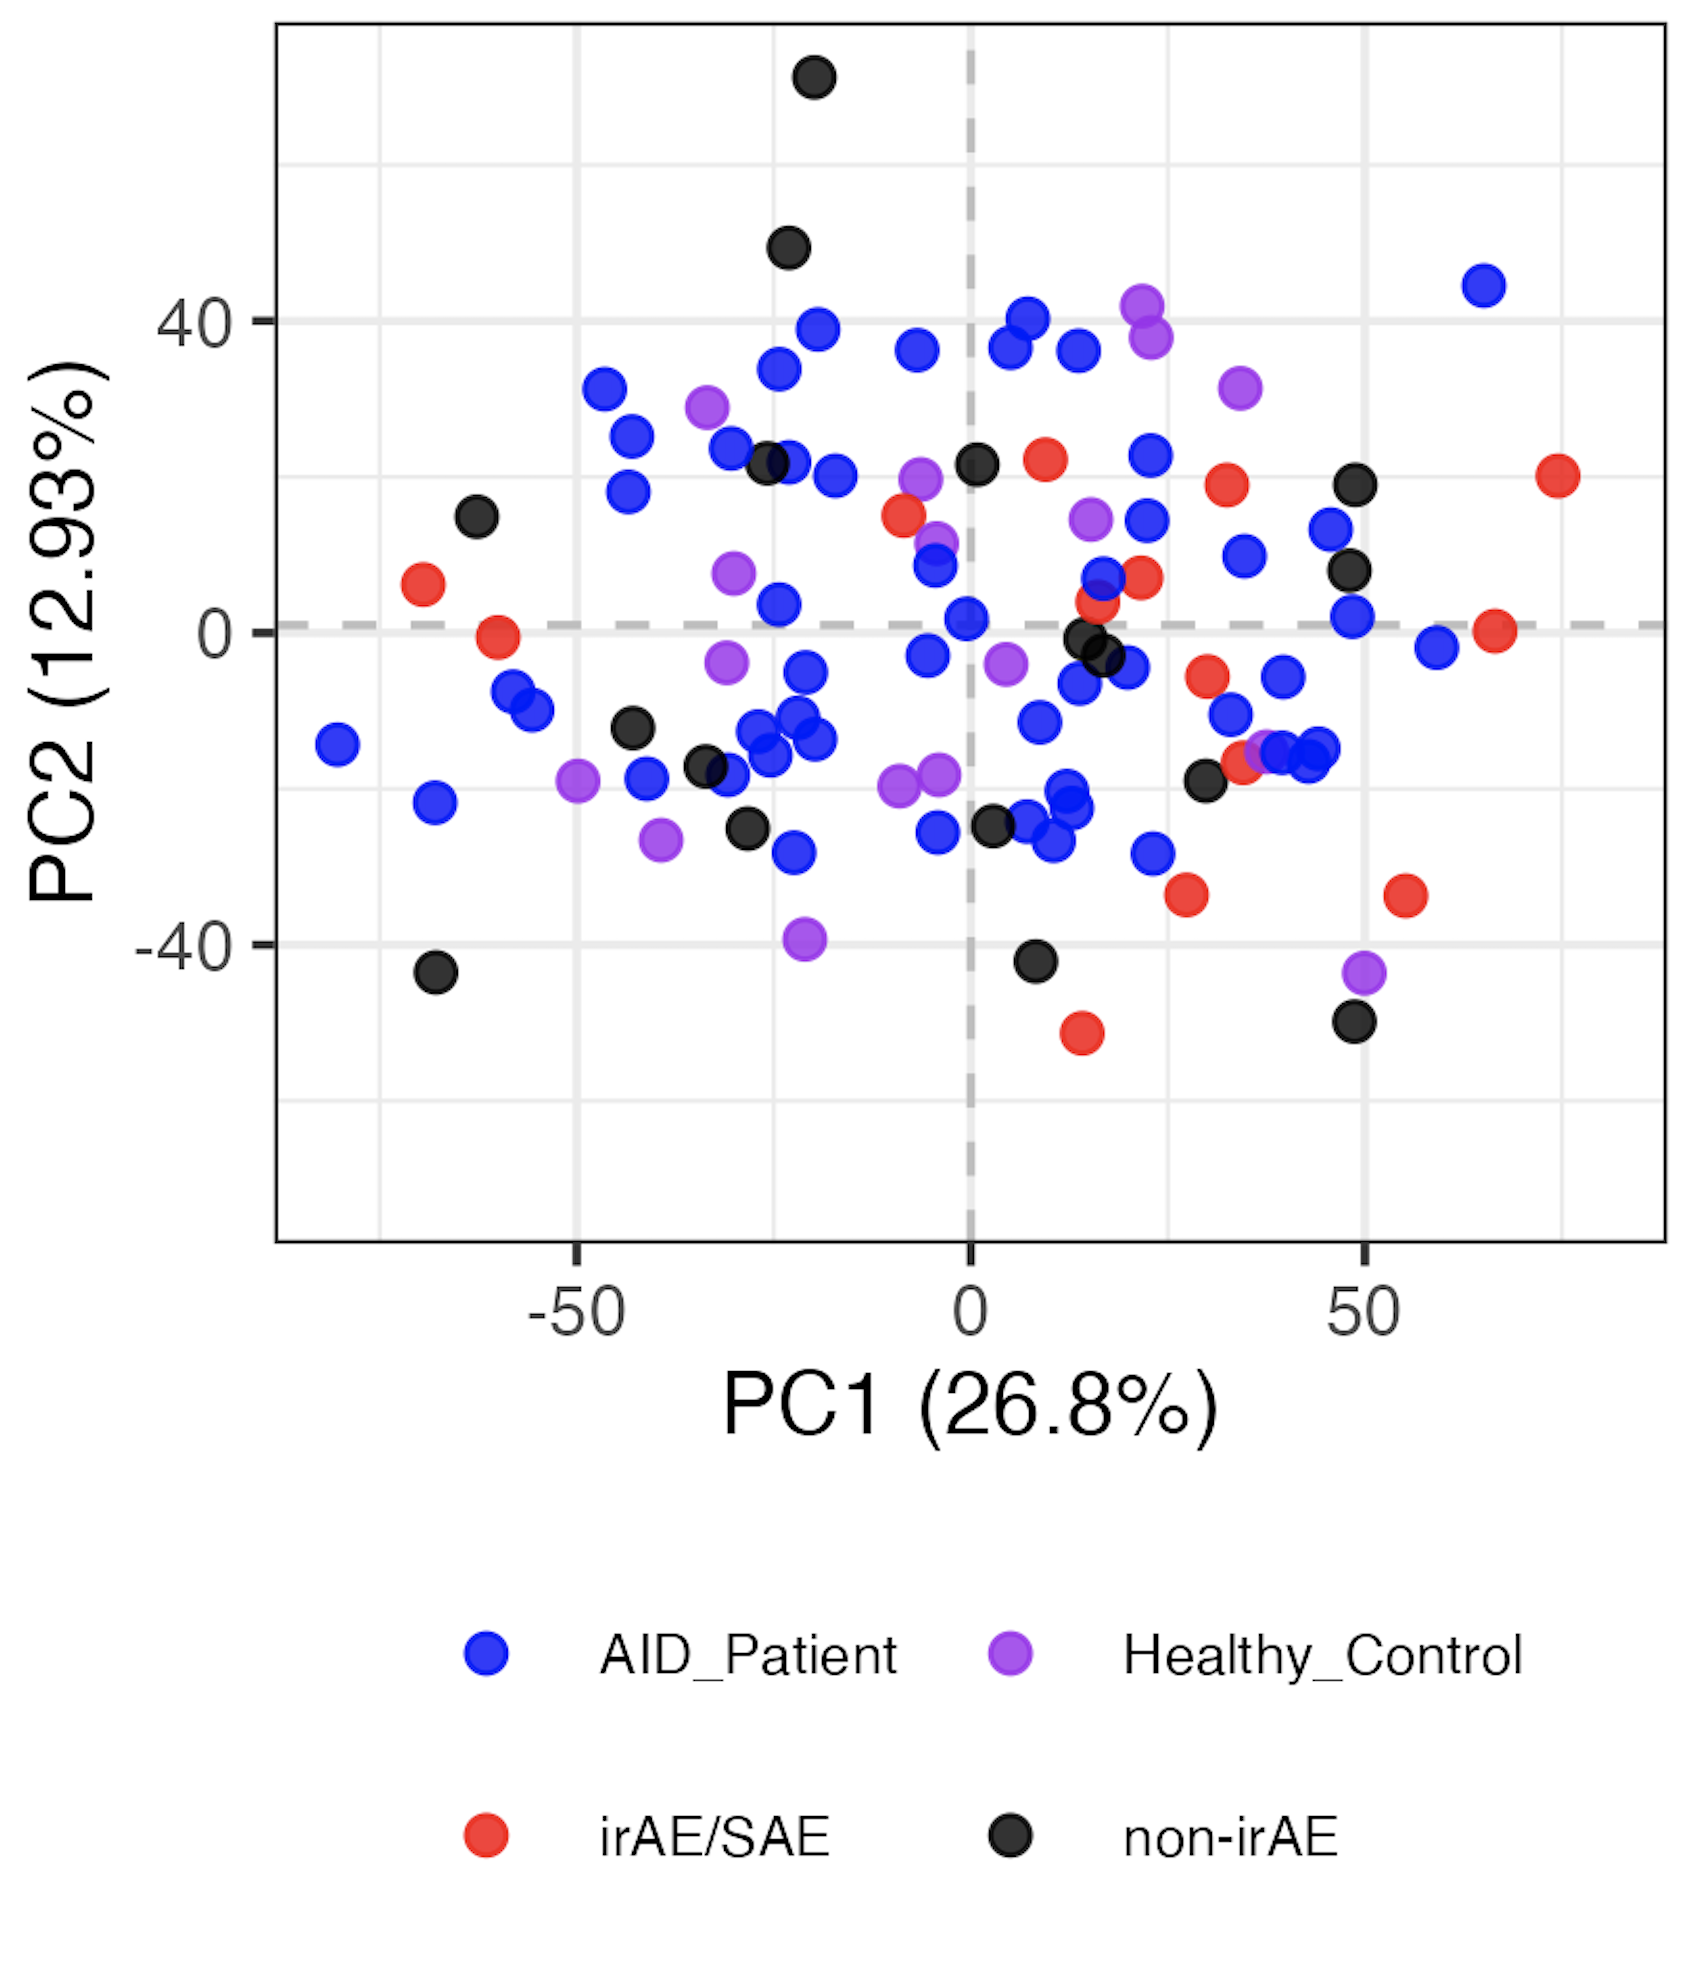 40
0
-40
PC2 (12.93%)
-50 0 50
PC1 (26.8%)
AID_Patient Healthy_Control
irAE/SAE non-irAE